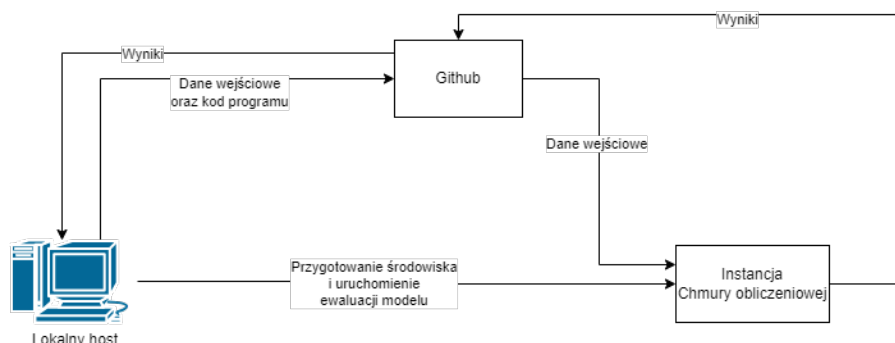 Wyniki
Wyniki
Github
Dane wejściowe
oraz kod programu
Dane wejściowe
Przygotowanie środowiska
i uruchomienie
ewaluacji modelu
Instancja
Chmury obliczeniowej
Lokalny host